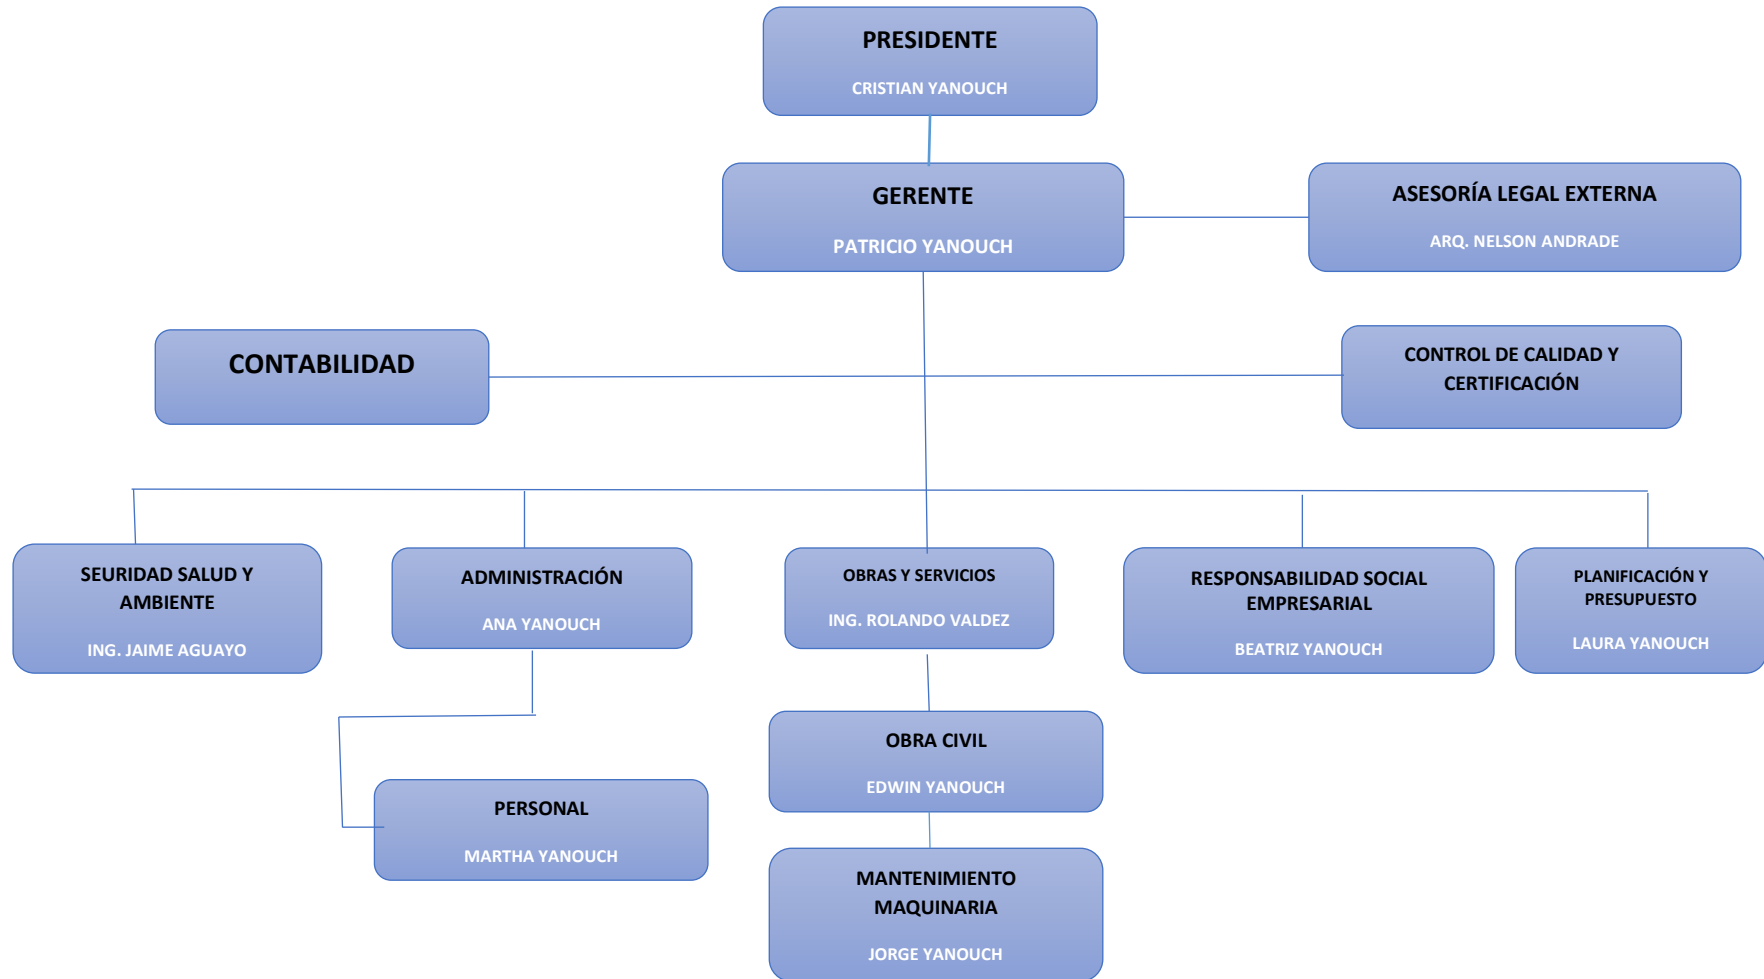 PRESIDENTE
CRISTIAN YANOUCH
GERENTE
PATRICIO YANOUCH
ASESORÍA LEGAL EXTERNA
ARQ. NELSON ANDRADE
CONTABILIDAD
CONTROL DE CALIDAD Y
CERTIFICACIÓN
SEURIDAD SALUD Y
AMBIENTE
ING. JAIME AGUAYO
ADMINISTRACIÓN
ANA YANOUCH
OBRAS Y SERVICIOS
ING. ROLANDO VALDEZ
RESPONSABILIDAD SOCIAL
EMPRESARIAL
BEATRIZ YANOUCH
PLANIFICACIÓN Y
PRESUPUESTO
LAURA YANOUCH
PERSONAL
MARTHA YANOUCH
OBRA CIVIL
EDWIN YANOUCH
MANTENIMIENTO
MAQUINARIA
JORGE YANOUCH